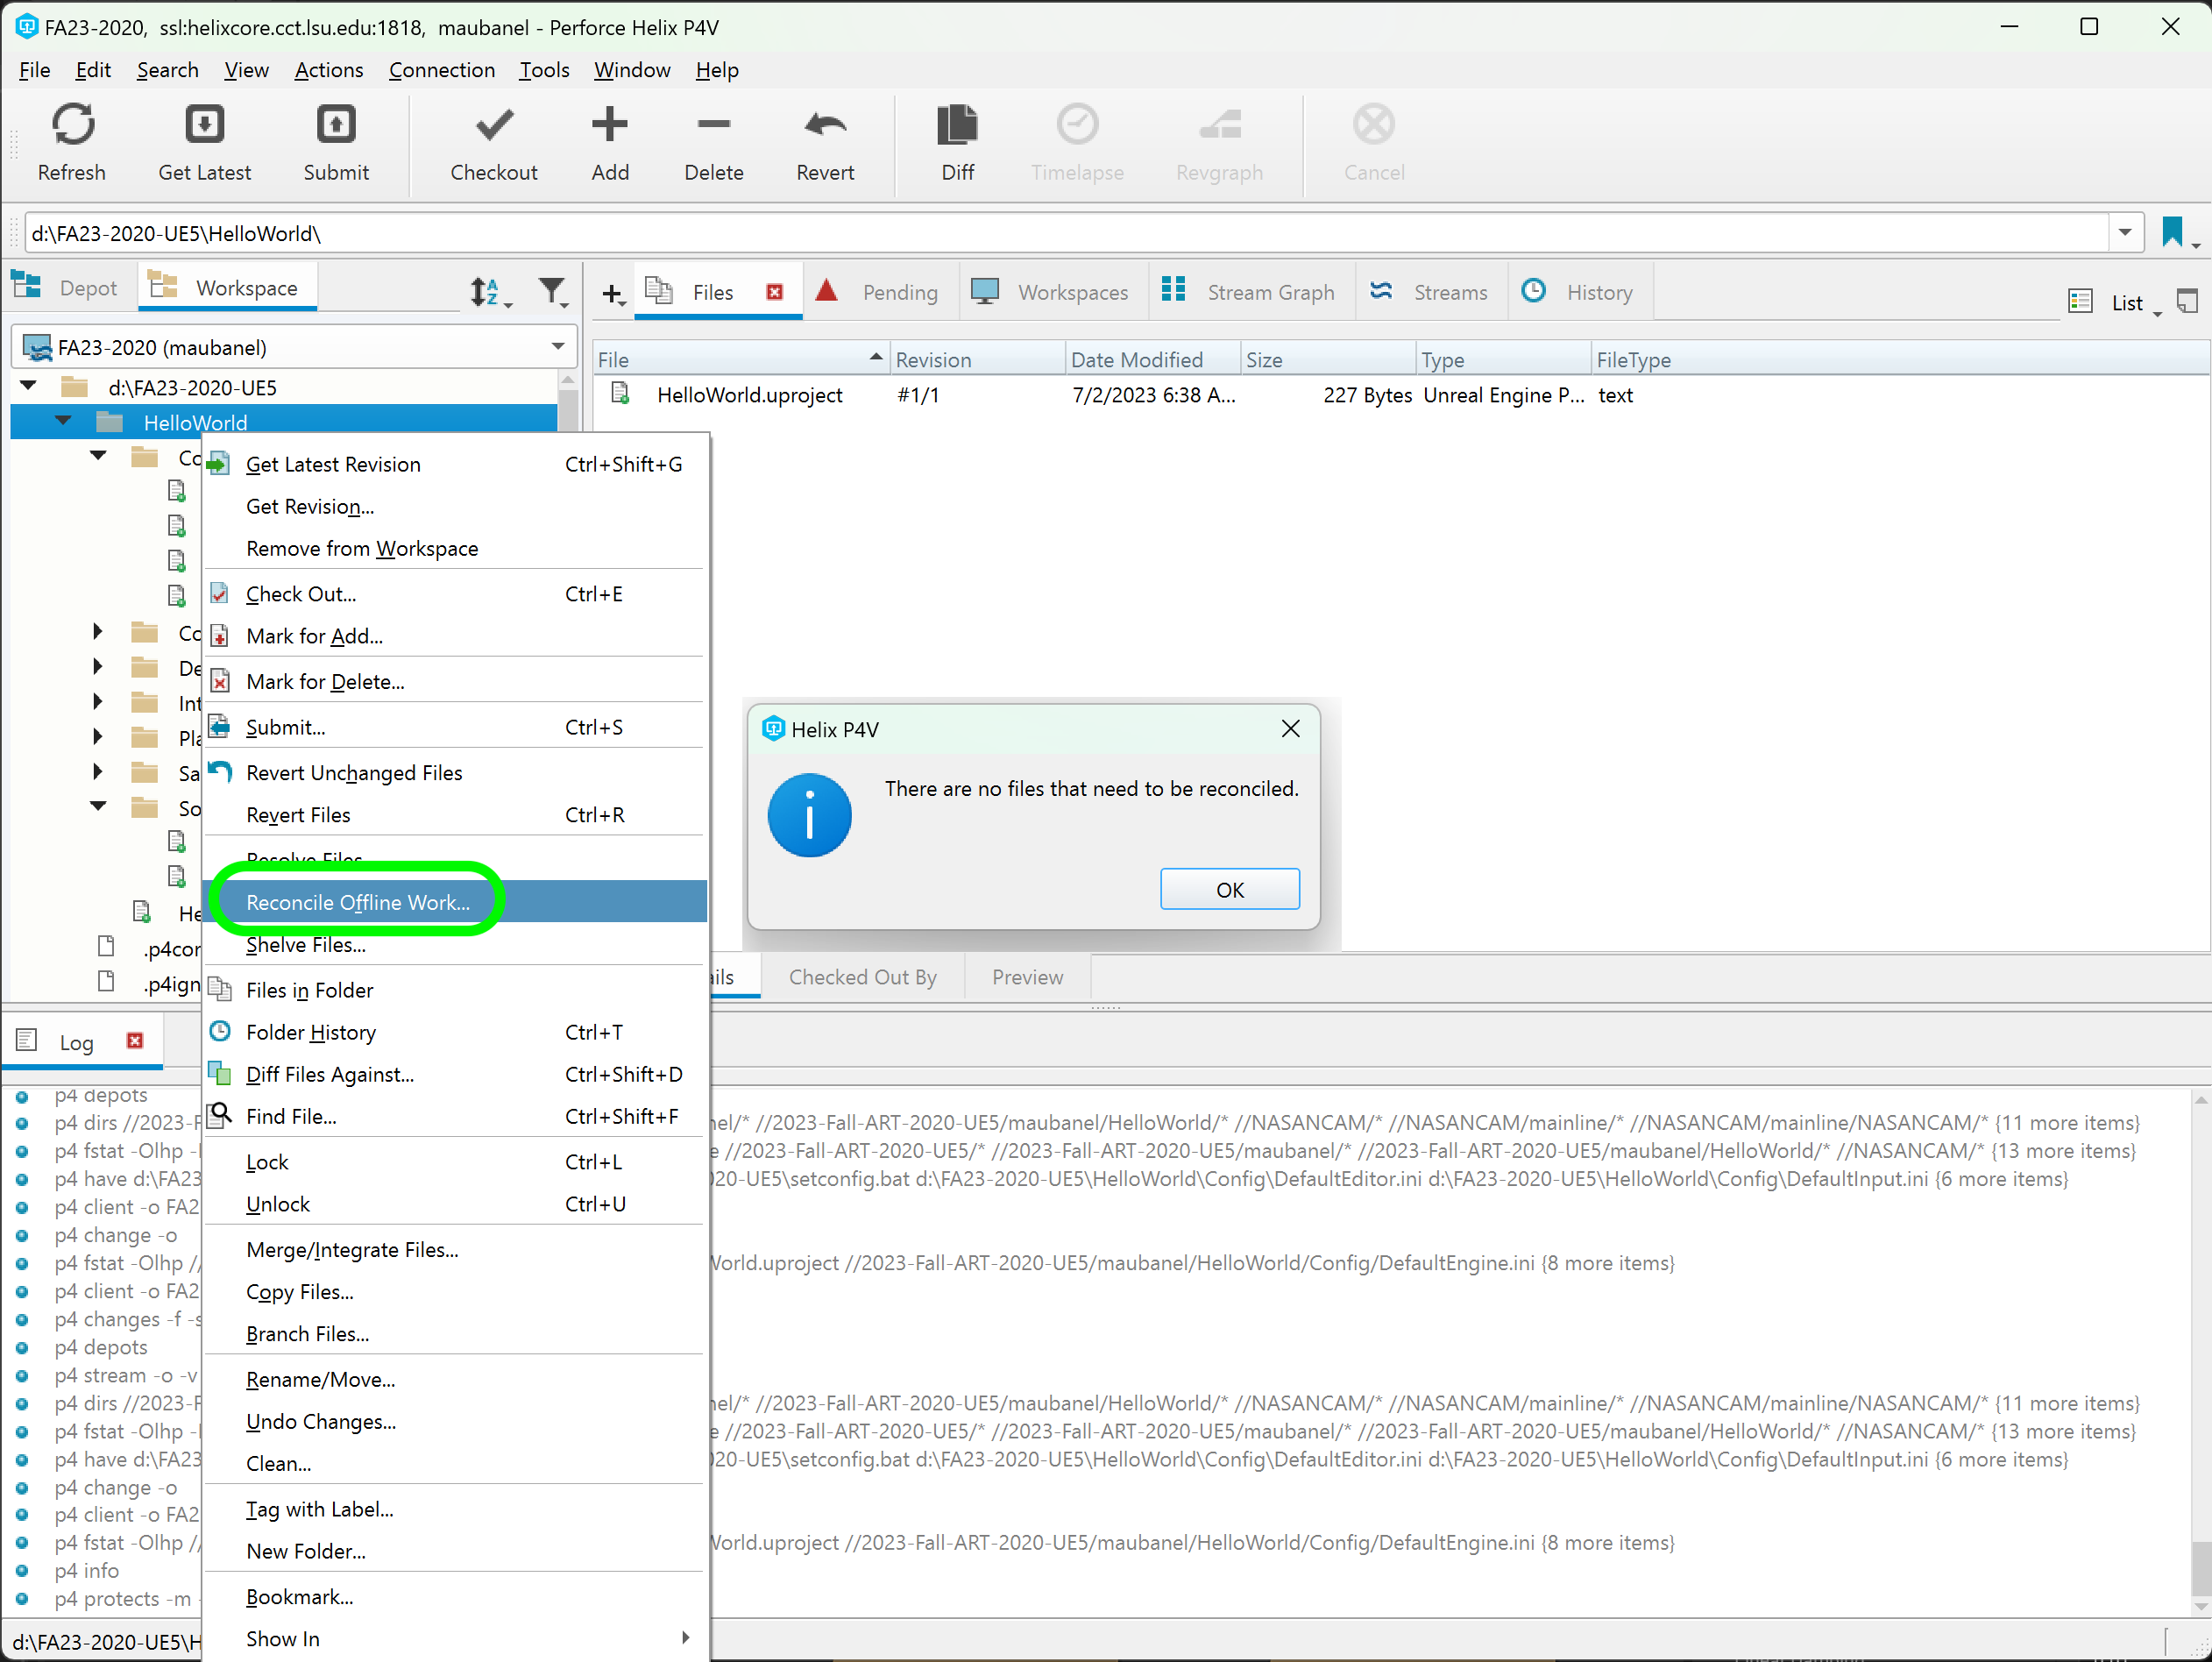 FA23-2020, ssl:helixcore.cct.lsu.edu:1818, maubanel - Perforce Helix P4V
File Edit Search View Actions Connection Tools Window Help
Refresh Get Latest Submit Checkout Add Delete Revert Diff Timelapse Revgraph Cancel
d:\FA23-2020-UE5\HelloWorld\
Depot Workspace
Files Pending Workspaces Stream Graph Streams History List
FA23-2020 (maubanel)
File Revision Date Modified Size Type FileType
HelloWorld.uproject #1/1 7/2/2023 6:38 A... 227 Bytes Unreal Engine P... text
d:\FA23-2020-UE5
HelloWorld
Co
Co
De
Int
Pla
Sa
So
He
.p4cor
.p4ign
Get Latest Revision Ctrl+Shift+G
Get Revision...
Remove from Workspace
Check Out... Ctrl+E
Mark for Add...
Mark for Delete...
Submit... Ctrl+S
Revert Unchanged Files
Revert Files Ctrl+R
Resolve Files
Reconcile Offline Work...
Shelve Files...
Files in Folder
Folder History Ctrl+T
Diff Files Against... Ctrl+Shift+D
Find File... Ctrl+Shift+F
Lock Ctrl+L
Unlock Ctrl+U
Merge/Integrate Files...
Copy Files...
Branch Files...
Rename/Move...
Undo Changes...
Clean...
Tag with Label...
New Folder...
Bookmark...
Show In
Helix P4V
There are no files that need to be reconciled.
OK
ails Checked Out By Preview
Log
p4 depots
p4 dirs //2023-F nel/* //2023-Fall-ART-2020-UE5/maubanel/HelloWorld/* //NASANCAM/* //NASANCAM/mainline/* //NASANCAM/mainline/NASANCAM/* {11 more items}
p4 fstat -Olhp - e //2023-Fall-ART-2020-UE5/* //2023-Fall-ART-2020-UE5/maubanel/* //2023-Fall-ART-2020-UE5/maubanel/HelloWorld/* //NASANCAM/* {13 more items}
p4 have d:\FA23 020-UE5\setconfig.bat d:\FA23-2020-UE5\HelloWorld\Config\DefaultEditor.ini d:\FA23-2020-UE5\HelloWorld\Config\DefaultInput.ini {6 more items}
p4 client -o FA2
p4 change -o
p4 fstat -Olhp // World.uproject //2023-Fall-ART-2020-UE5/maubanel/HelloWorld/Config/DefaultEngine.ini {8 more items}
p4 client -o FA2
p4 changes -f -s
p4 depots
p4 stream -o -v
p4 dirs //2023-F nel/* //2023-Fall-ART-2020-UE5/maubanel/HelloWorld/* //NASANCAM/* //NASANCAM/mainline/* //NASANCAM/mainline/NASANCAM/* {11 more items}
p4 fstat -Olhp - e //2023-Fall-ART-2020-UE5/* //2023-Fall-ART-2020-UE5/maubanel/* //2023-Fall-ART-2020-UE5/maubanel/HelloWorld/* //NASANCAM/* {13 more items}
p4 have d:\FA23 020-UE5\setconfig.bat d:\FA23-2020-UE5\HelloWorld\Config\DefaultEditor.ini d:\FA23-2020-UE5\HelloWorld\Config\DefaultInput.ini {6 more items}
p4 change -o
p4 client -o FA2
p4 fstat -Olhp // World.uproject //2023-Fall-ART-2020-UE5/maubanel/HelloWorld/Config/DefaultEngine.ini {8 more items}
p4 info
p4 protects -m -
d:\FA23-2020-UE5\H